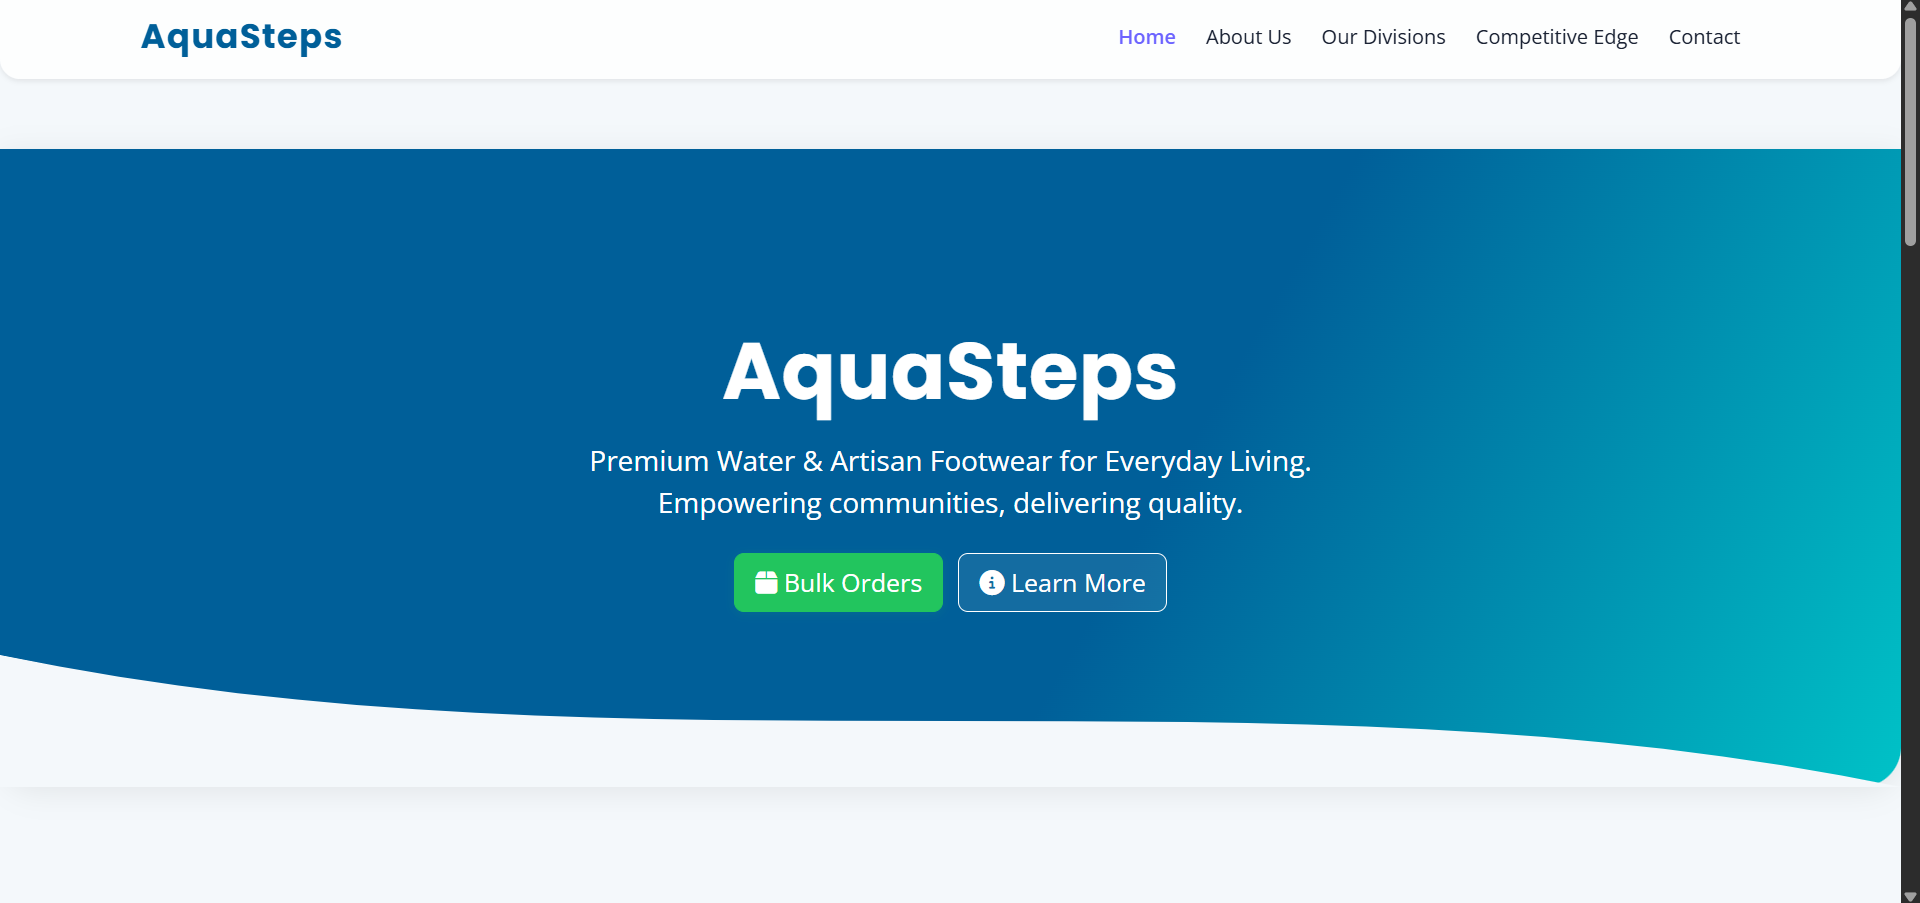 AquaSteps
Home About Us Our Divisions Competitive Edge Contact
AquaSteps
Premium Water & Artisan Footwear for Everyday Living.
Empowering communities, delivering quality.
Bulk Orders Learn More